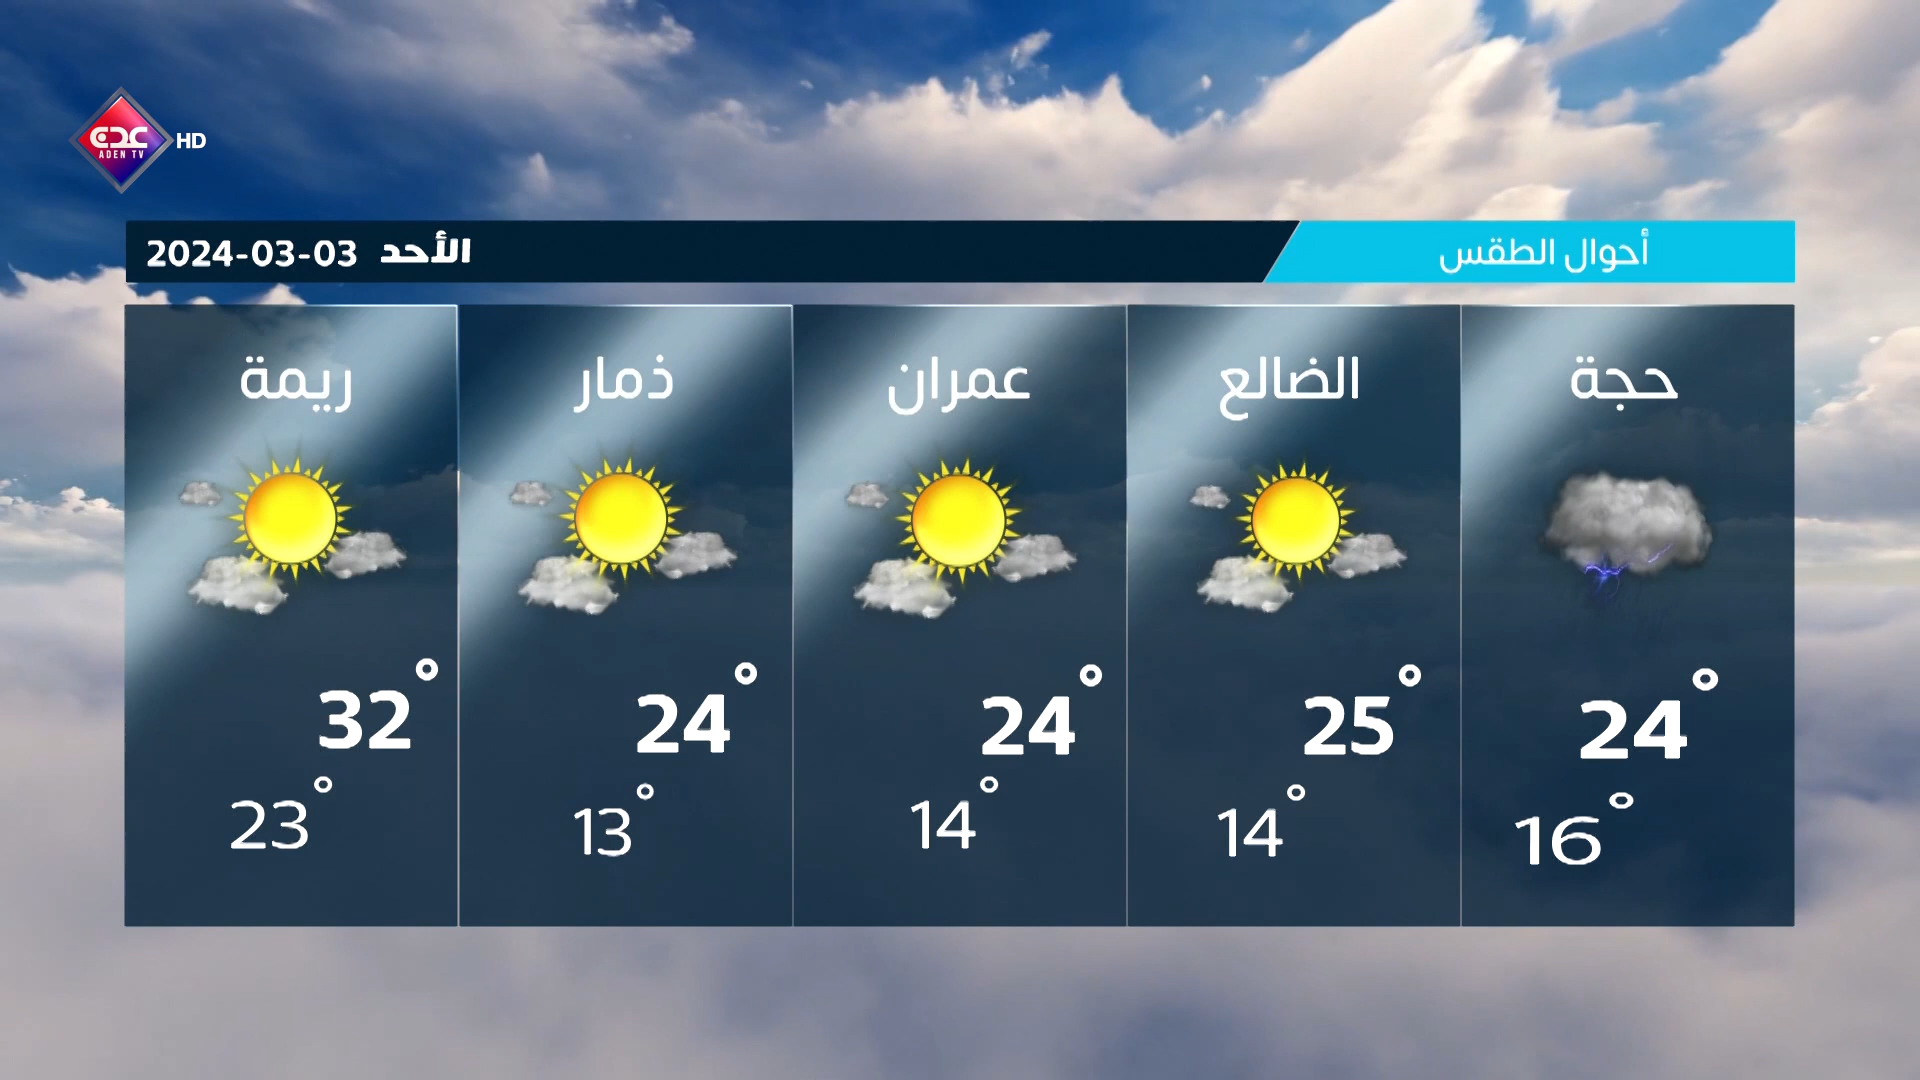 عدن
ADEN TV
HD
أحوال الطقس
الأحد 2024-03-03
حجة
24°
16°
الضالع
25°
14°
عمران
24°
14°
ذمار
24°
13°
ريمة
32°
23°